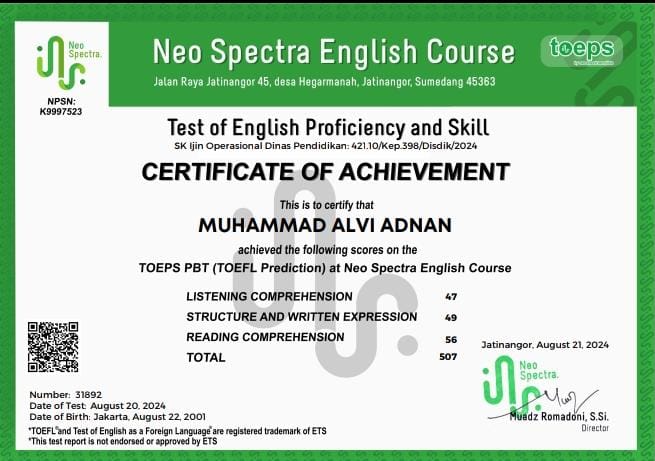 Neo
Spectra.
NPSN:
K9997523
Neo Spectra English Course
Jalan Raya Jatinangor 45, desa Hegarmanah, Jatinangor, Sumedang 45363
toeps
Test of English Proficiency and Skill
SK Ijin Operasional Dinas Pendidikan: 421.10/Kep.398/Disdik/2024
CERTIFICATE OF ACHIEVEMENT
This is to certify that
MUHAMMAD ALVI ADNAN
achieved the following scores on the
TOEPS PBT (TOEFL Prediction) at Neo Spectra English Course
LISTENING COMPREHENSION 47
STRUCTURE AND WRITTEN EXPRESSION 49
READING COMPREHENSION 56
TOTAL 507
Jatinangor, August 21, 2024
Neo
Spectra.
Muadz Romadoni, S.Si.
Director
Number: 31892
Date of Test: August 20, 2024
Date of Birth: Jakarta, August 22, 2001
*TOEFL® and Test of English as a Foreign Language® are registered trademark of ETS
*This test report is not endorsed or approved by ETS